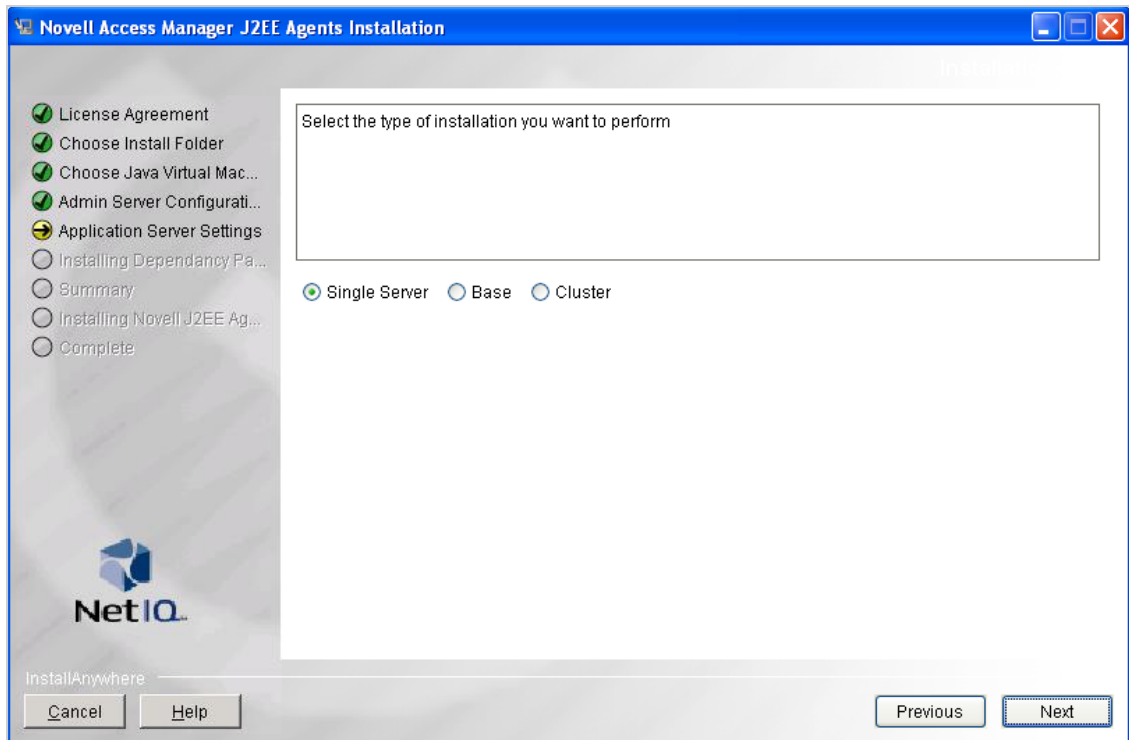 Novell Access Manager J2EE Agents Installation
License Agreement
Choose Install Folder
Choose Java Virtual Mac...
Admin Server Configurati...
Application Server Settings
Installing Dependancy Pa...
Summary
Installing Novell J2EE Ag...
Complete
Select the type of installation you want to perform
Single Server Base Cluster
NetIQ
InstallAnywhere
Cancel Help Previous Next